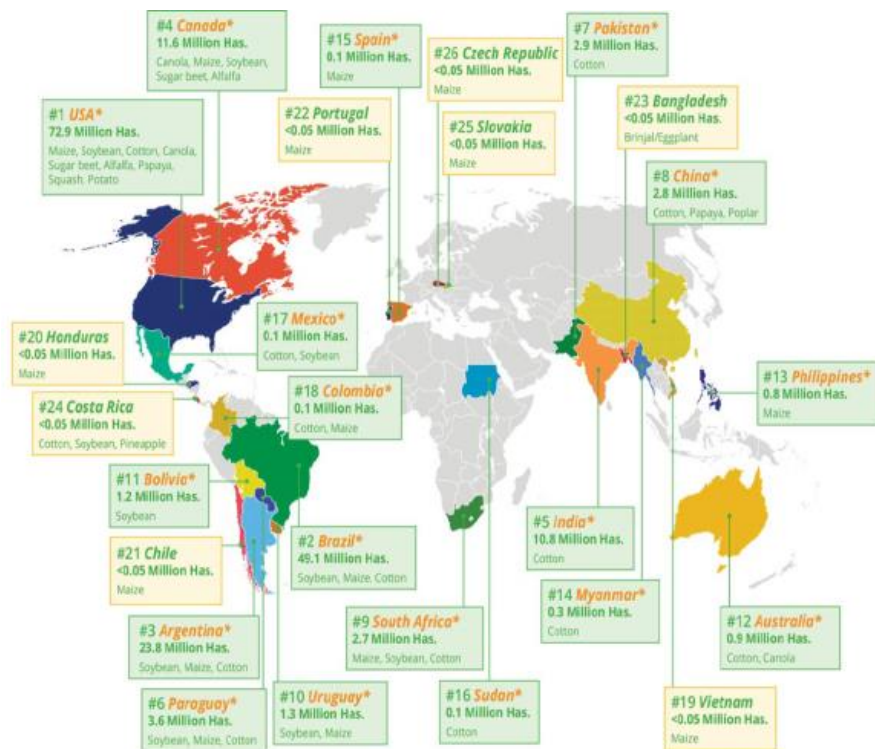 #4 Canada*
11.6 Million Has.
Canola, Maize, Soybean,
Sugar beet, Alfalfa
#15 Spain*
0.1 Million Has.
Maize
#26 Czech Republic
<0.05 Million Has.
Maize
#7 Pakistan*
2.9 Million Has.
Cotton
#1 USA*
72.9 Million Has.
Maize, Soybean, Cotton, Canola,
Sugar beet, Alfalfa, Papaya,
Squash, Potato
#22 Portugal
<0.05 Million Has.
Maize
#25 Slovakia
<0.05 Million Has.
Maize
#23 Bangladesh
<0.05 Million Has.
Brinjal/Eggplant
#8 China*
2.8 Million Has.
Cotton, Papaya, Poplar
#20 Honduras
<0.05 Million Has.
Maize
#17 Mexico*
0.1 Million Has.
Cotton, Soybean
#24 Costa Rica
<0.05 Million Has.
Cotton, Soybean, Pineapple
#18 Colombia*
0.1 Million Has.
Cotton, Maize
#13 Philippines*
0.8 Million Has.
Maize
#11 Bolivia*
1.2 Million Has.
Soybean
#21 Chile
<0.05 Million Has.
Maize
#2 Brazil*
49.1 Million Has.
Soybean, Maize, Cotton
#5 India*
10.8 Million Has.
Cotton
#14 Myanmar*
0.3 Million Has.
Cotton
#3 Argentina*
23.8 Million Has.
Soybean, Maize, Cotton
#9 South Africa*
2.7 Million Has.
Maize, Soybean, Cotton
#12 Australia*
0.9 Million Has.
Cotton, Canola
#6 Paraguay*
3.6 Million Has.
Soybean, Maize, Cotton
#10 Uruguay*
1.3 Million Has.
Soybean, Maize
#16 Sudan*
0.1 Million Has.
Cotton
#19 Vietnam
<0.05 Million Has.
Maize